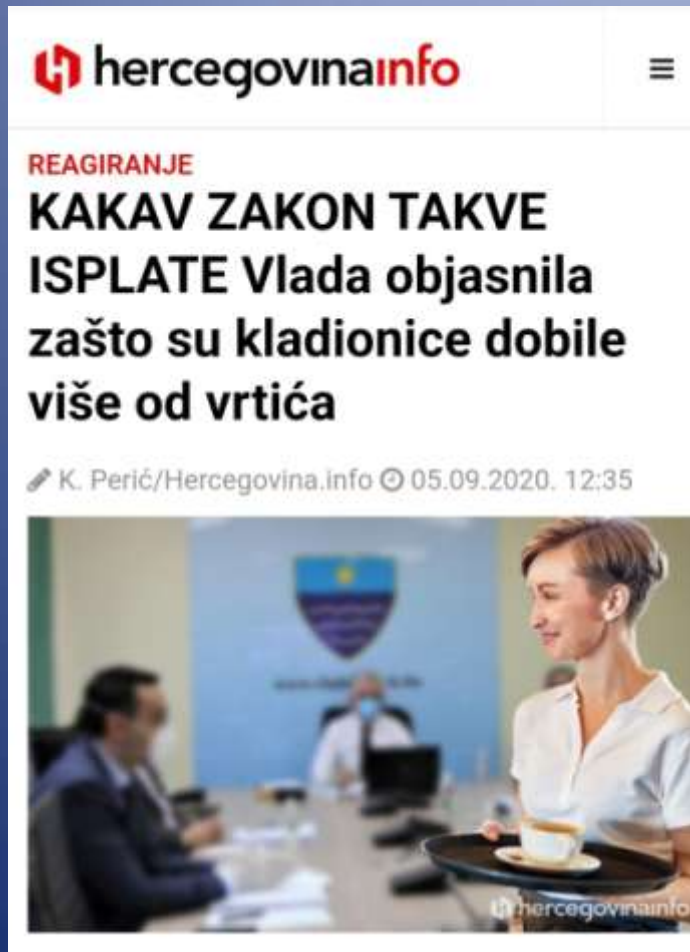 hercegovinainfo
REAGIRANJE
KAKAV ZAKON TAKVE
ISPLATE Vlada objasnila
zašto su kladionice dobile
više od vrtića
K. Perić/Hercegovina.info 05.09.2020. 12:35
hercegovinainfo